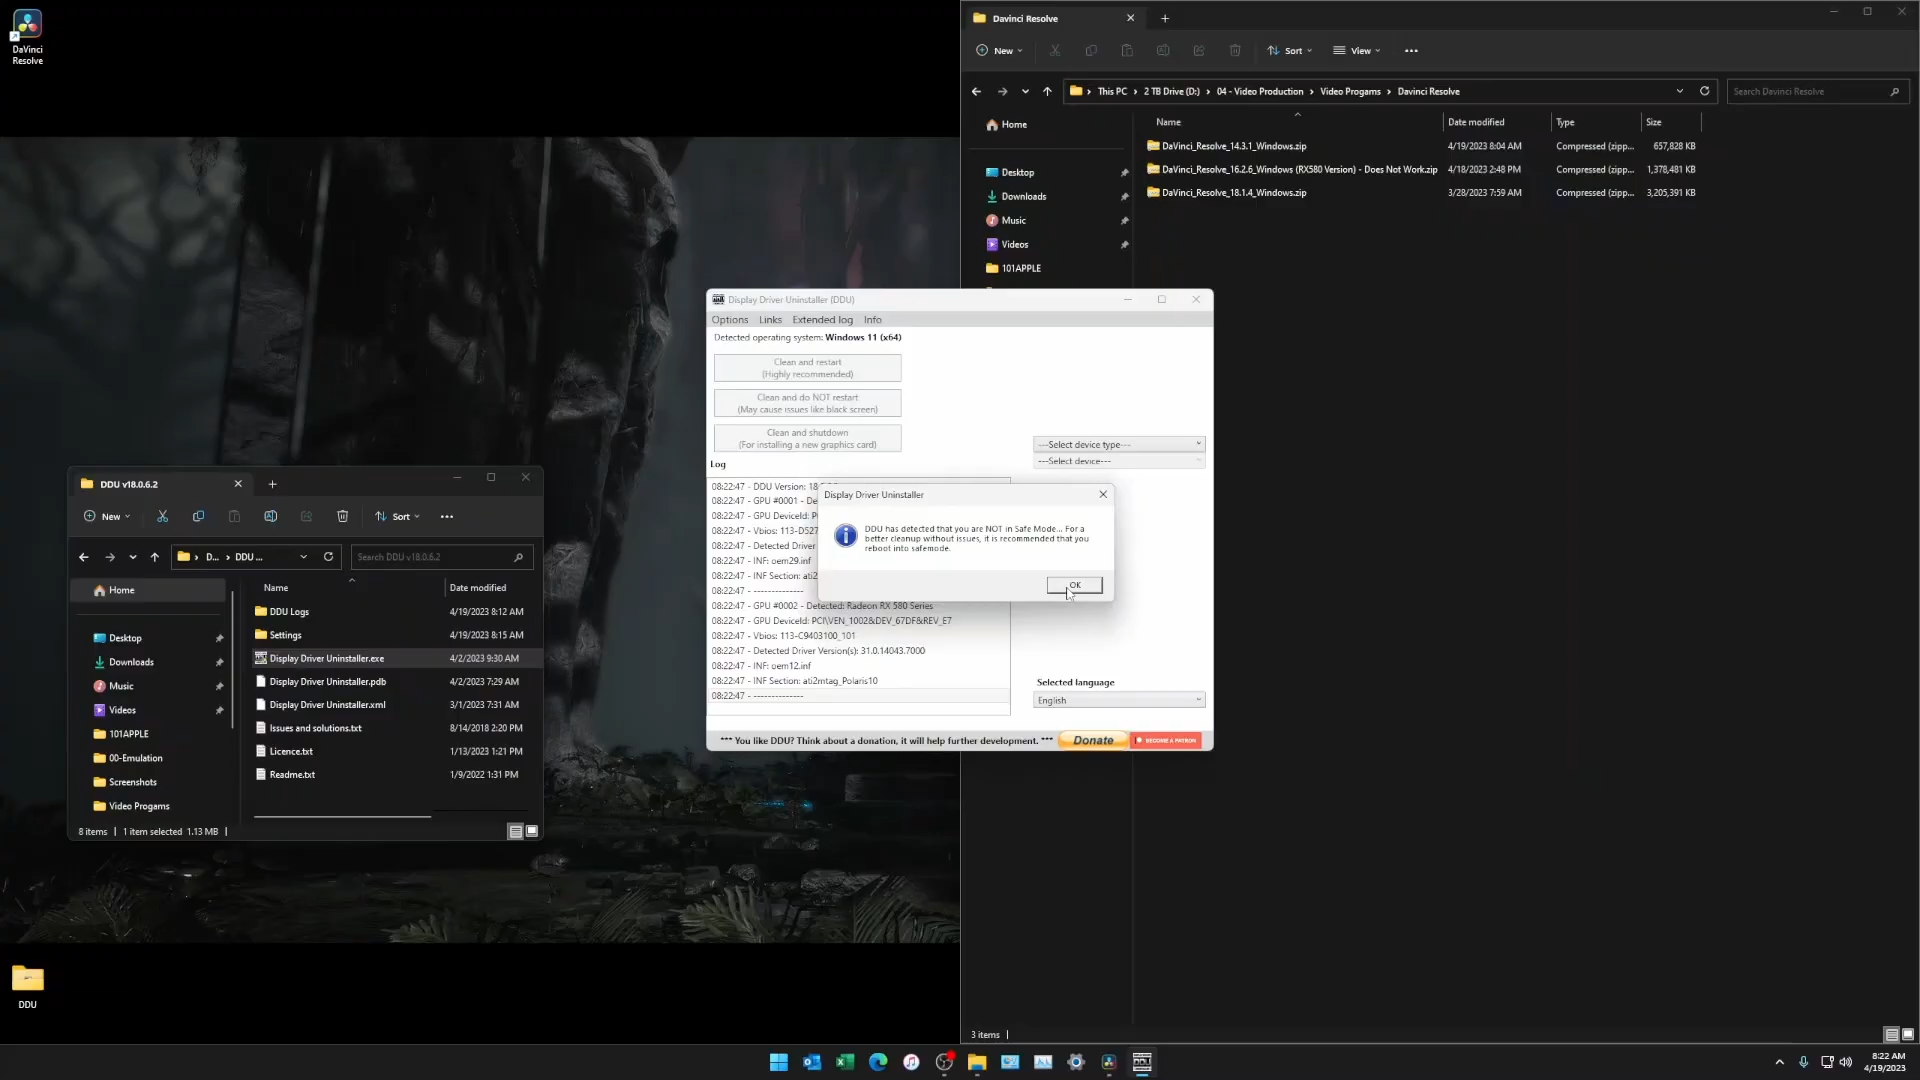 DaVinci
Resolve
Davinci Resolve
New
Sort
View
This PC
2 TB Drive (D:)
04 - Video Production
Video Progams
Davinci Resolve
Search Davinci Resolve
Home
Desktop
Downloads
Music
Videos
101APPLE
Name
Date modified
Type
Size
DaVinci_Resolve_14.3.1_Windows.zip 4/19/2023 8:04 AM Compressed (zipp... 657,828 KB
DaVinci_Resolve_16.2.6_Windows (RX580 Version) - Does Not Work.zip 4/18/2023 2:48 PM Compressed (zipp... 1,378,481 KB
DaVinci_Resolve_18.1.4_Windows.zip 3/28/2023 7:59 AM Compressed (zipp... 3,205,391 KB
3 items
Display Driver Uninstaller (DDU)
Options Links Extended log Info
Detected operating system: Windows 11 (x64)
Clean and restart
(Highly recommended)
Clean and do NOT restart
(May cause issues like black screen)
Clean and shutdown
(For installing a new graphics card)
---Select device type---
---Select device---
Log
08:22:47 - DDU Version: 18
08:22:47 - GPU #0001 - De
08:22:47 - GPU DeviceId: P
08:22:47 - Vbios: 113-D527
08:22:47 - Detected Driver
08:22:47 - INF: oem29.inf
08:22:47 - INF Section: ati2
08:22:47 - --------------
08:22:47 - GPU #0002 - Detected: Radeon RX 580 Series
08:22:47 - GPU DeviceId: PCI\VEN_1002&DEV_67DF&REV_E7
08:22:47 - Vbios: 113-C9403100_101
08:22:47 - Detected Driver Version(s): 31.0.14043.7000
08:22:47 - INF: oem12.inf
08:22:47 - INF Section: ati2mtag_Polaris10
08:22:47 - --------------
Display Driver Uninstaller
DDU has detected that you are NOT in Safe Mode... For a
better cleanup without issues, it is recommended that you
reboot into safemode.
OK
Selected language
English
*** You like DDU? Think about a donation, it will help further development. ***
Donate
BECOME A PATRON
DDU v18.0.6.2
New
Sort
D...
DDU ...
Search DDU v18.0.6.2
Home
Desktop
Downloads
Music
Videos
101APPLE
00-Emulation
Screenshots
Video Progams
Name
Date modified
DDU Logs 4/19/2023 8:12 AM
Settings 4/19/2023 8:15 AM
Display Driver Uninstaller.exe 4/2/2023 9:30 AM
Display Driver Uninstaller.pdb 4/2/2023 7:29 AM
Display Driver Uninstaller.xml 3/1/2023 7:31 AM
Issues and solutions.txt 8/14/2018 2:20 PM
Licence.txt 1/13/2023 1:21 PM
Readme.txt 1/9/2022 1:31 PM
8 items
1 item selected 1.13 MB
DDU
DDU
8:22 AM
4/19/2023